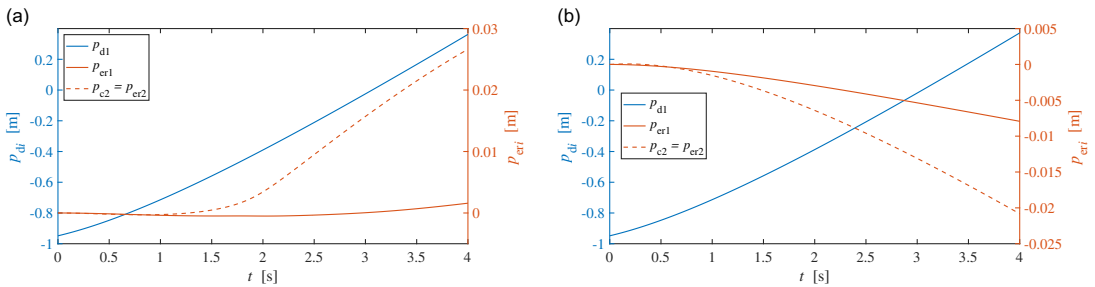 (a)
0.2
0
-0.2
-0.4
-0.6
-0.8
-1
p_di [m]
p_d1
p_er1
p_c2 = p_er2
0.03
0.02
0.01
0
p_eri [m]
0 0.5 1 1.5 2 2.5 3 3.5 4
t [s]
(b)
0.2
0
-0.2
-0.4
-0.6
-0.8
-1
p_di [m]
p_d1
p_er1
p_c2 = p_er2
0.005
0
-0.005
-0.01
-0.015
-0.02
-0.025
p_eri [m]
0 0.5 1 1.5 2 2.5 3 3.5 4
t [s]